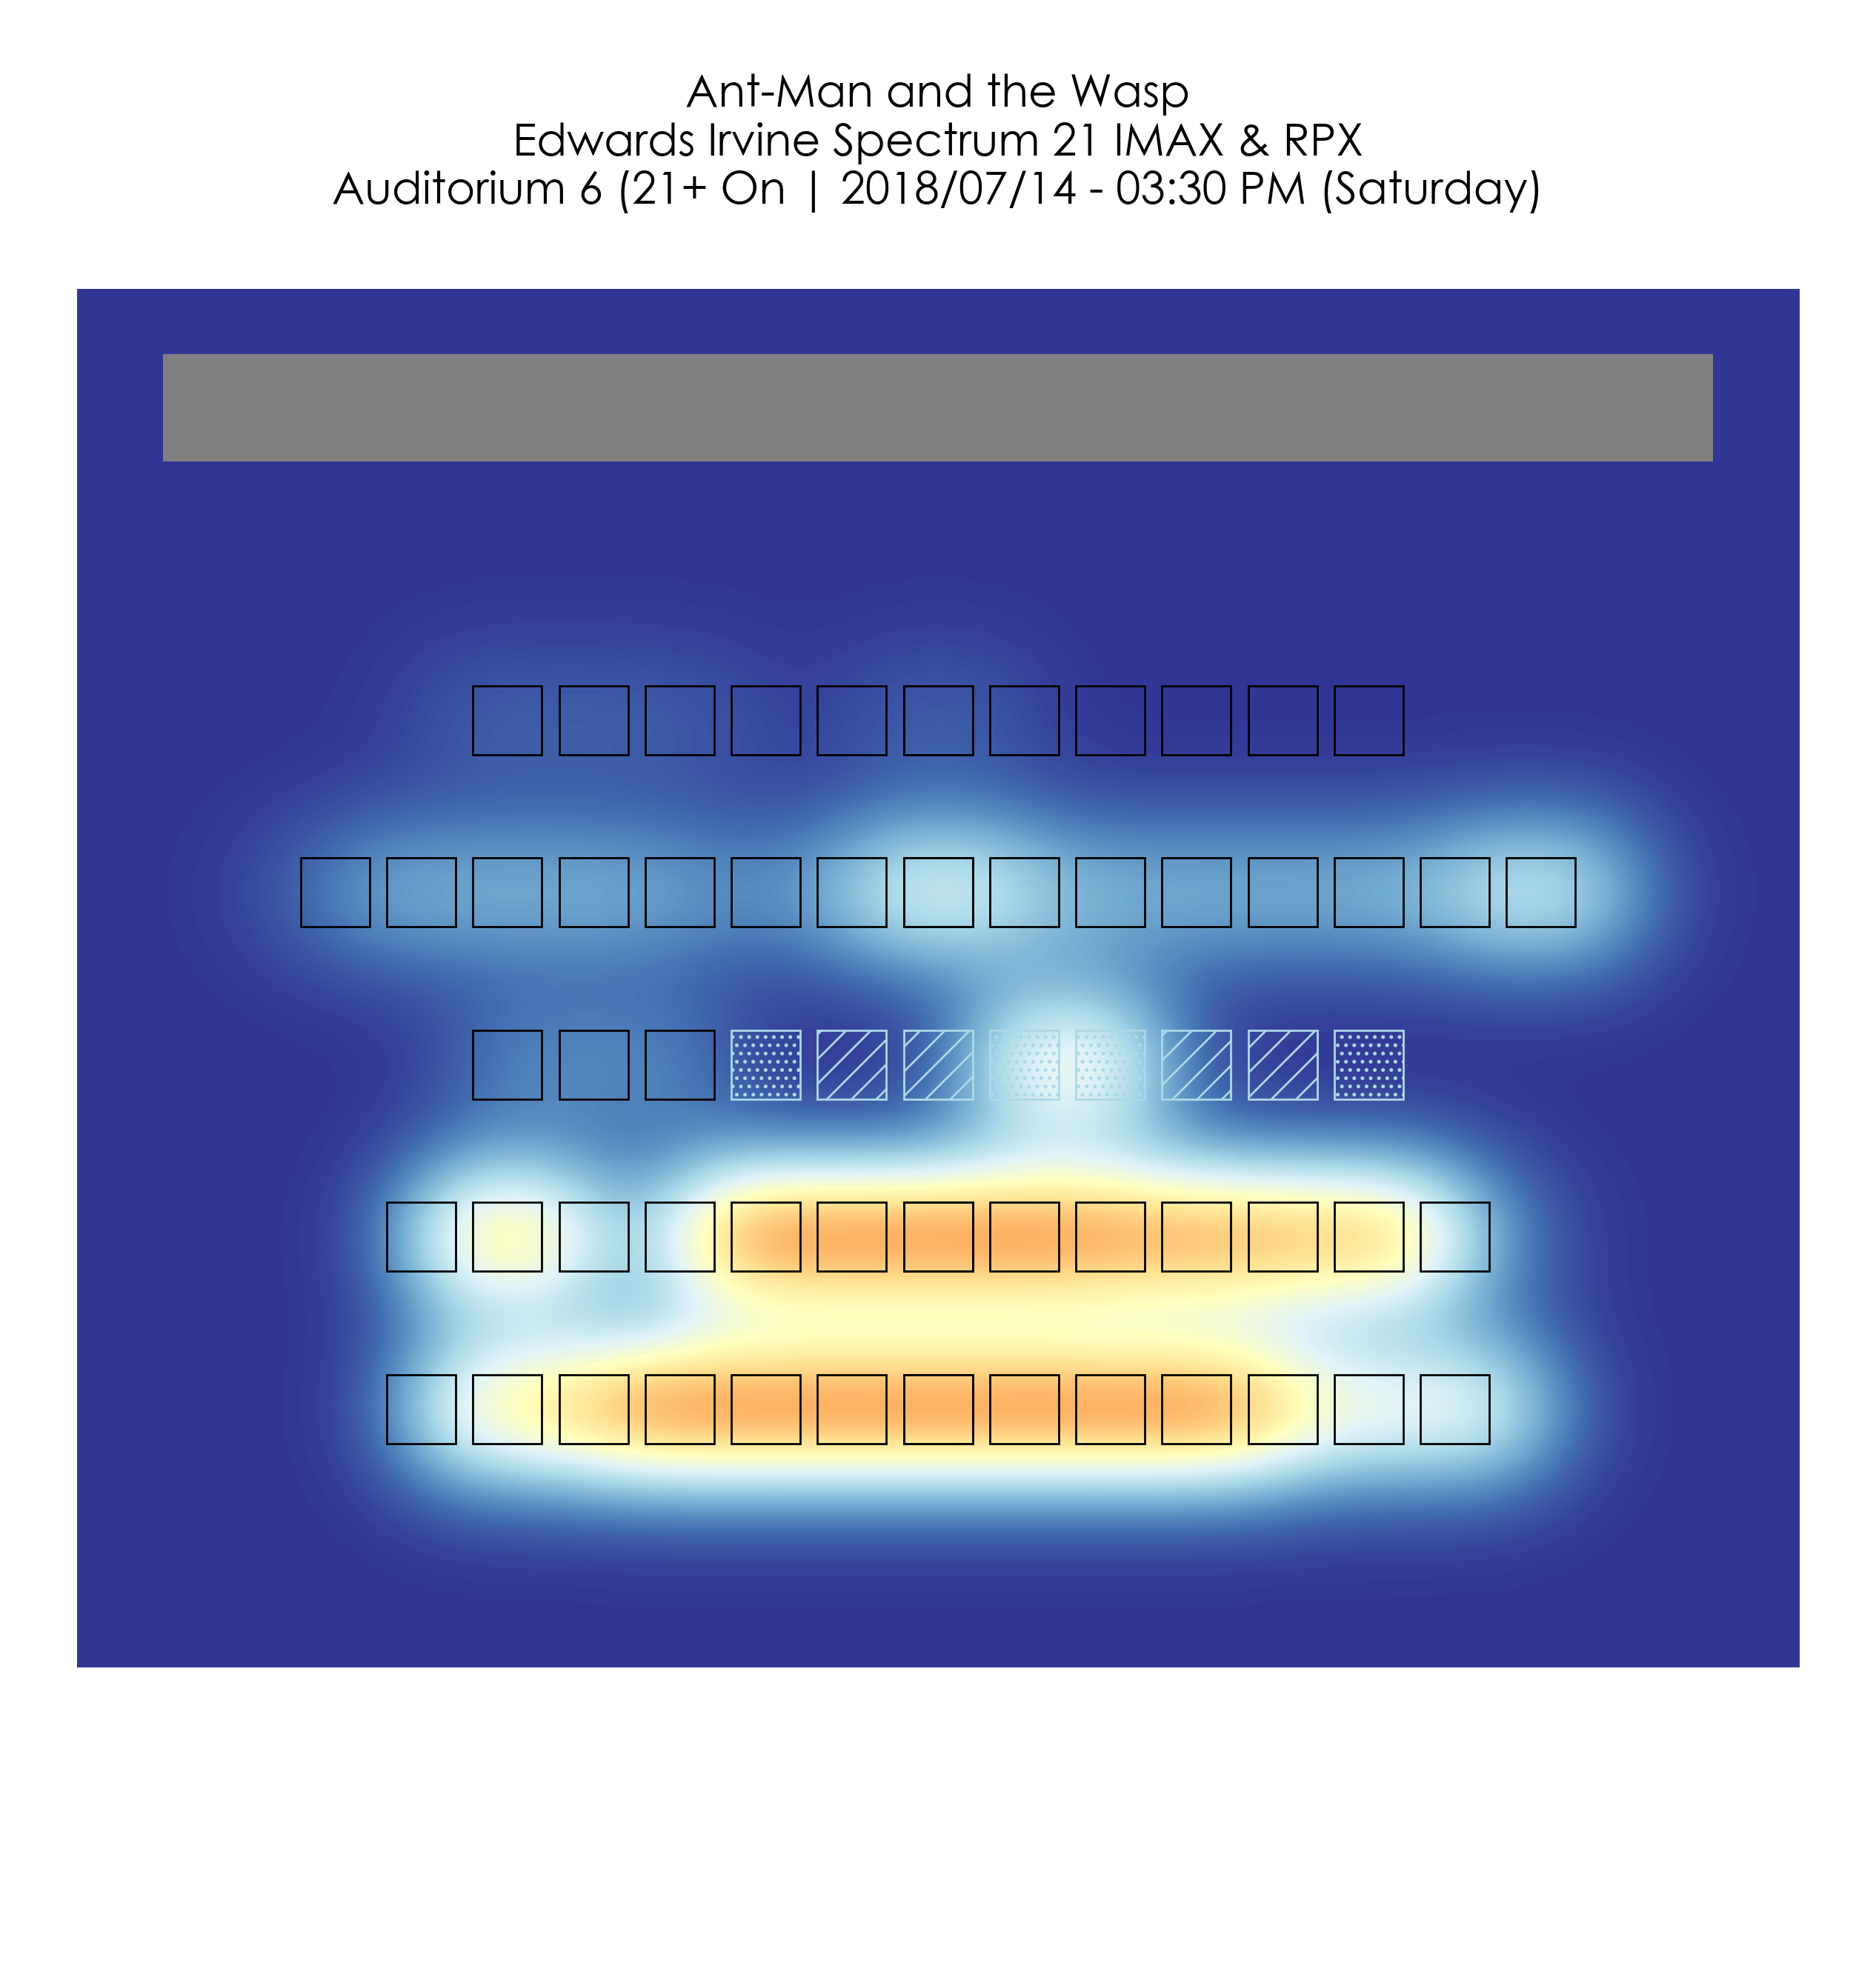 Ant-Man and the Wasp
Edwards Irvine Spectrum 21 IMAX & RPX
Auditorium 6 (21+ On | 2018/07/14 - 03:30 PM (Saturday)